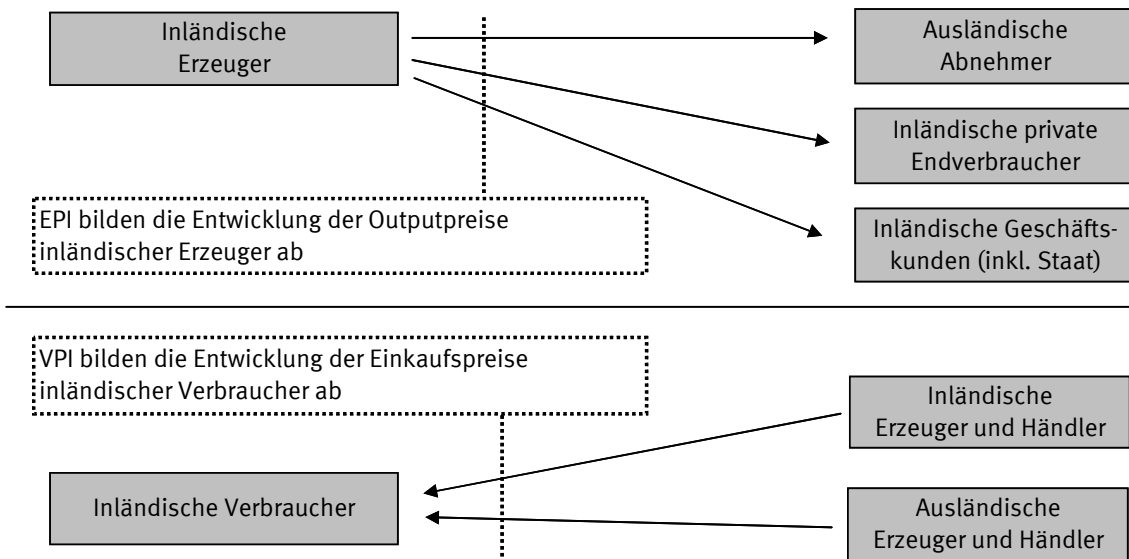 Inländische
Erzeuger
Ausländische
Abnehmer
Inländische private
Endverbraucher
EPI bilden die Entwicklung der Outputpreise
inländischer Erzeuger ab
Inländische Geschäfts-
kunden (inkl. Staat)
VPI bilden die Entwicklung der Einkaufspreise
inländischer Verbraucher ab
Inländische
Erzeuger und Händler
Inländische Verbraucher
Ausländische
Erzeuger und Händler